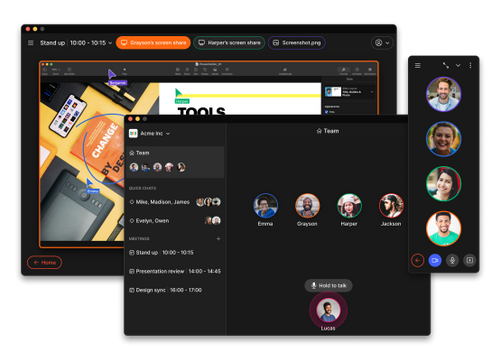 Stand up 10:00 - 10:15
Grayson's screen share
Harper's screen share
Screenshot.png
TOOLS
CHANGE
BY
DESIGN
Home
Acme Inc
Team
QUICK CHATS
Mike, Madison, James
Evelyn, Owen
MEETINGS +
Stand up 10:00 - 10:15
Presentation review 14:00 - 14:45
Design sync 16:00 - 17:00
Team
Emma
Grayson
Harper
Jackson
Hold to talk
Lucas